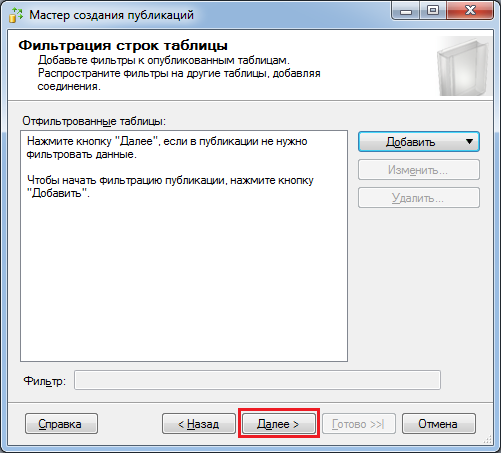 Мастер создания публикаций
Фильтрация строк таблицы
Добавьте фильтры к опубликованным таблицам.
Распространите фильтры на другие таблицы, добавляя
соединения.
Отфильтрованные таблицы:
Нажмите кнопку "Далее", если в публикации не нужно
фильтровать данные.
Чтобы начать фильтрацию публикации, нажмите кнопку
"Добавить".
Добавить
Изменить...
Удалить...
Фильтр:
Справка
< Назад
Далее >
Готово >>|
Отмена